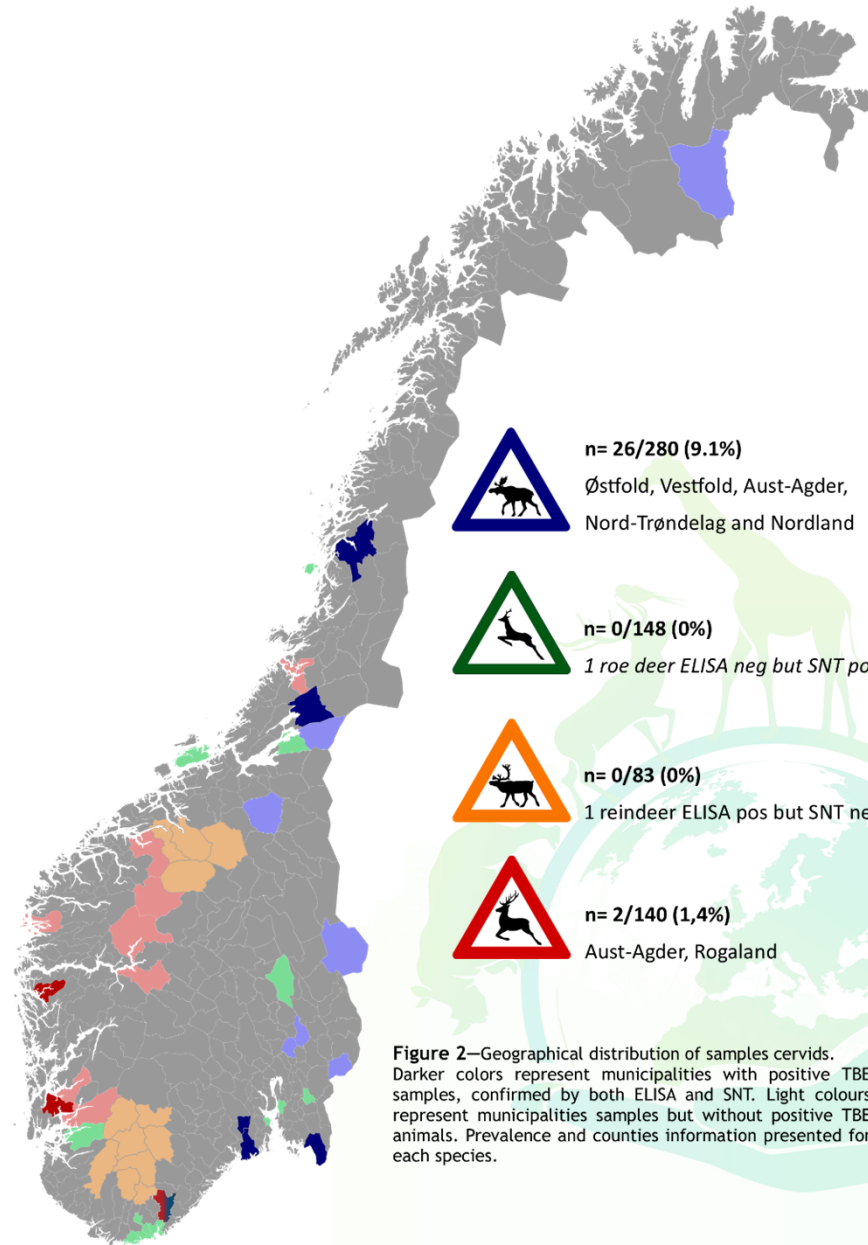 n= 26/280 (9.1%)
Østfold, Vestfold, Aust-Agder,
Nord-Trøndelag and Nordland
n= 0/148 (0%)
1 roe deer ELISA neg but SNT po
n= 0/83 (0%)
1 reindeer ELISA pos but SNT ne
n= 2/140 (1,4%)
Aust-Agder, Rogaland
Figure 2—Geographical distribution of samples cervids.
Darker colors represent municipalities with positive TBE
samples, confirmed by both ELISA and SNT. Light colours
represent municipalities samples but without positive TBE
animals. Prevalence and counties information presented for
each species.